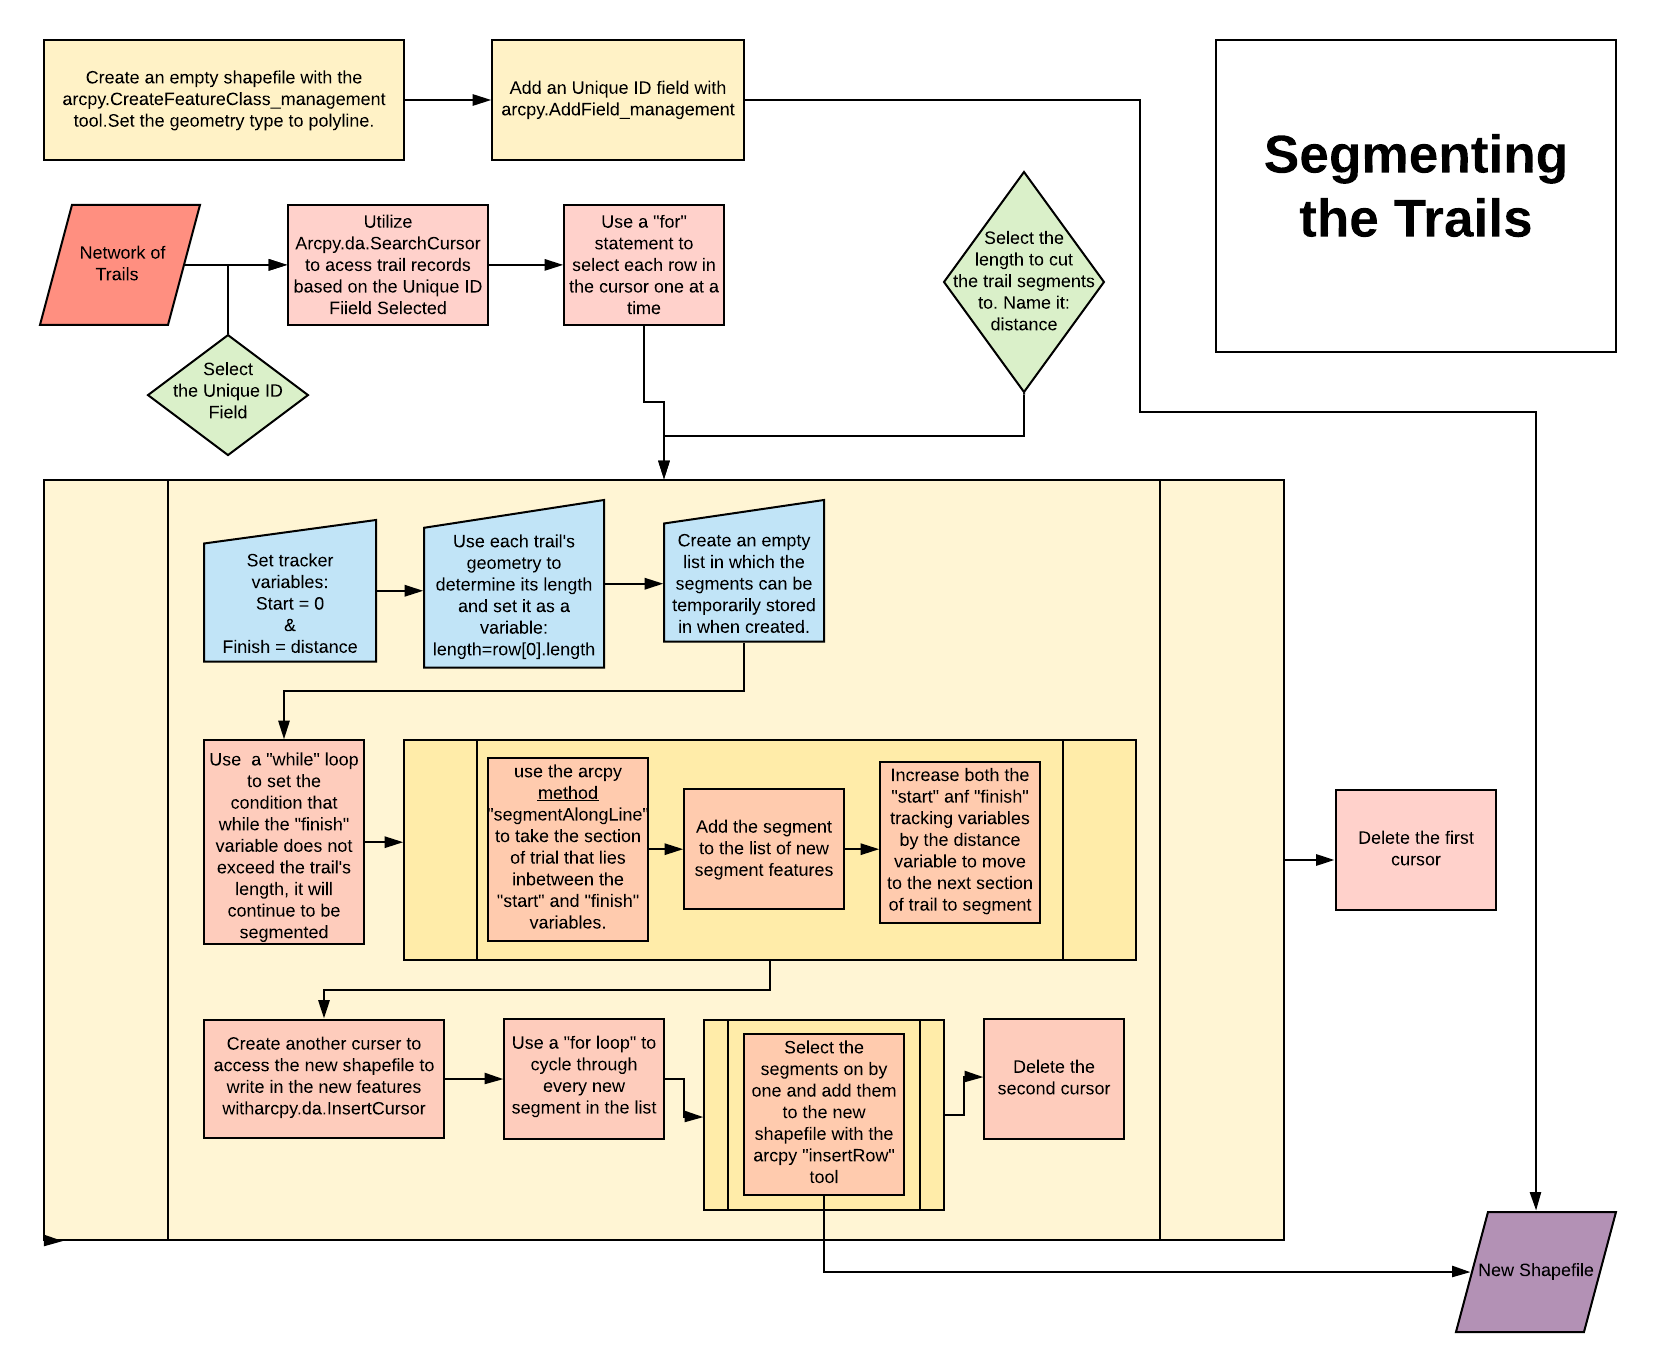 Create an empty shapefile with the
arcpy.CreateFeatureClass_management
tool.Set the geometry type to polyline.
Add an Unique ID field with
arcpy.AddField_management
Segmenting
the Trails
Network of
Trails
Utilize
Arcpy.da.SearchCursor
to acess trail records
based on the Unique ID
Fiield Selected
Use a "for"
statement to
select each row in
the cursor one at a
time
Select the
length to cut
the trail segments
to. Name it:
distance
Select
the Unique ID
Field
Set tracker
variables:
Start = 0
&
Finish = distance
Use each trail's
geometry to
determine its length
and set it as a
variable:
length=row[0].length
Create an empty
list in which the
segments can be
temporarily stored
in when created.
Use  a "while" loop
to set the
condition that
while the "finish"
variable does not
exceed the trail's
length, it will
continue to be
segmented
use the arcpy
method
"segmentAlongLine"
to take the section
of trial that lies
inbetween the
"start" and "finish"
variables.
Add the segment
to the list of new
segment features
Increase both the
"start" anf "finish"
tracking variables
by the distance
variable to move
to the next section
of trail to segment
Delete the first
cursor
Create another curser to
access the new shapefile to
write in the new features
witharcpy.da.InsertCursor
Use a "for loop" to
cycle through
every new
segment in the list
Select the
segments on by
one and add them
to the new
shapefile with the
arcpy "insertRow"
tool
Delete the
second cursor
New Shapefile